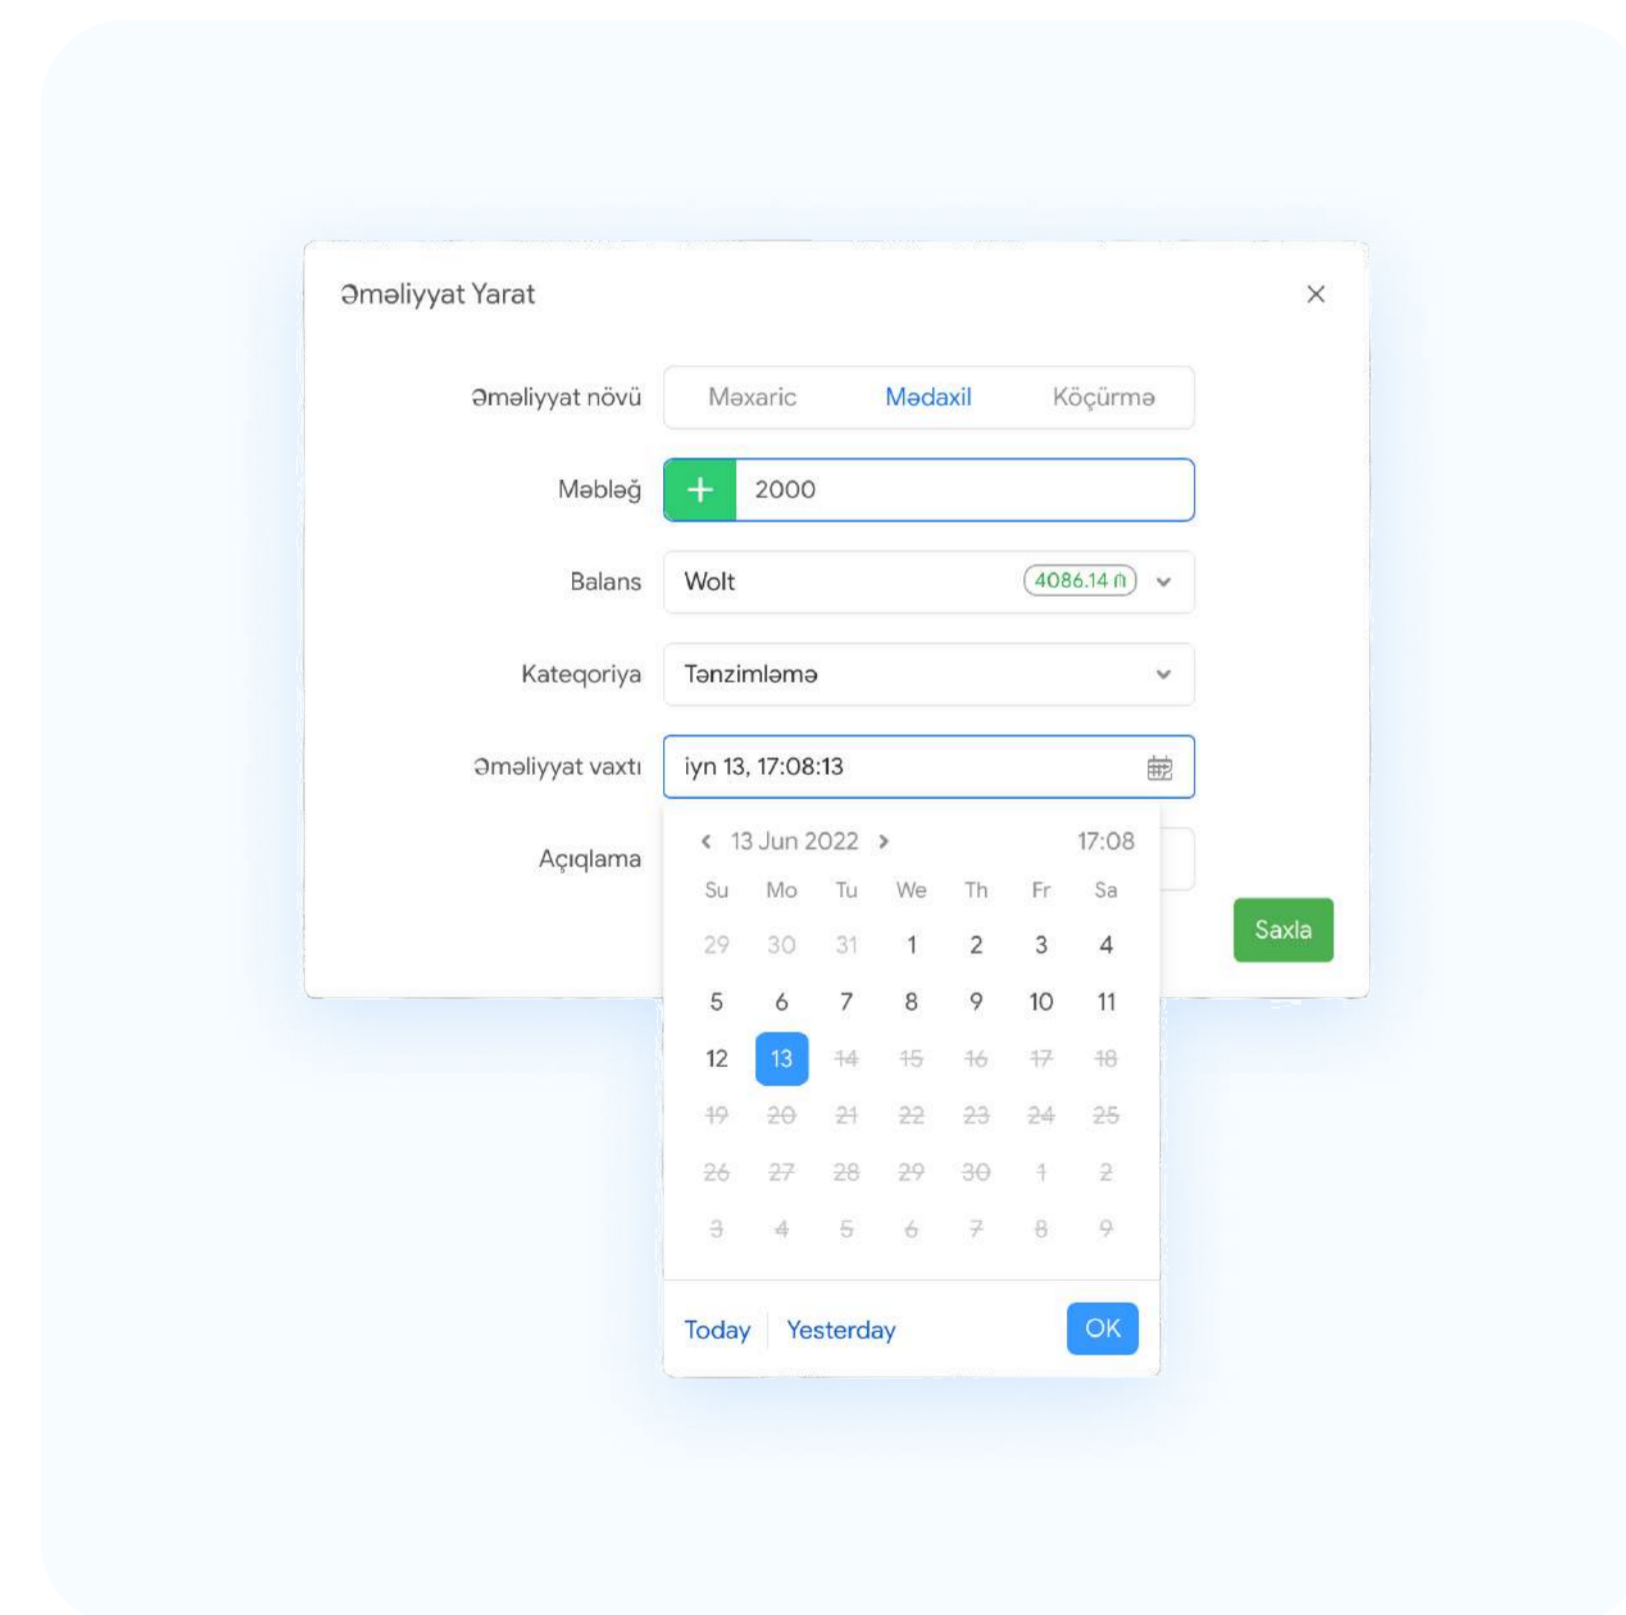 Əməliyyat Yarat
Əməliyyat növü Məxaric Mədaxil Köçürmə
Məbləğ + 2000
Balans Wolt 4086.14 ₼
Kateqoriya Tənzimləmə
Əməliyyat vaxtı iyn 13, 17:08:13
Açıqlama
13 Jun 2022 17:08
Su Mo Tu We Th Fr Sa
29 30 31 1 2 3 4
Saxla
5 6 7 8 9 10 11
12 13 14 15 16 17 18
19 20 21 22 23 24 25
26 27 28 29 30 1 2
3 4 5 6 7 8 9
Today Yesterday OK